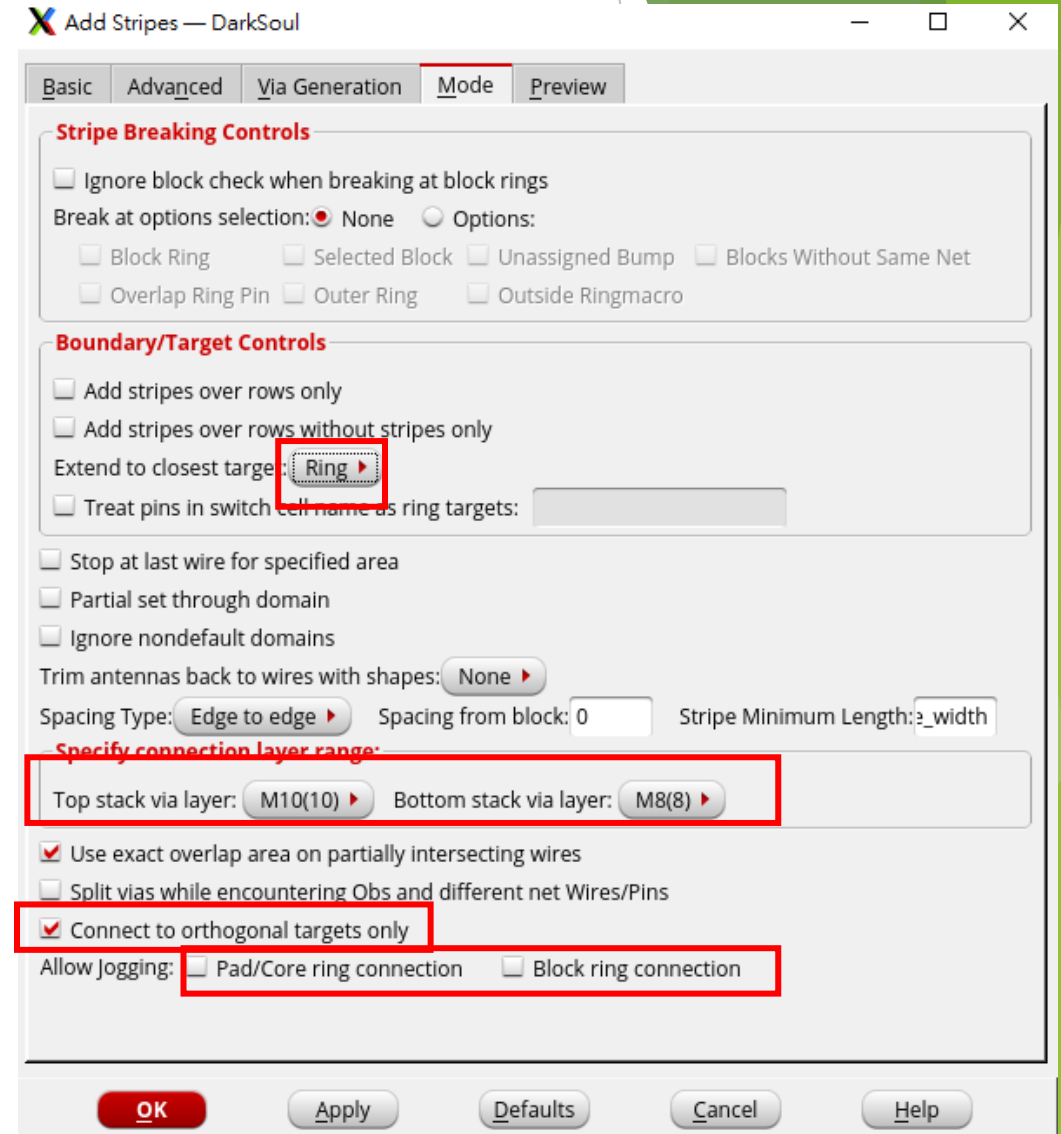 Add Stripes — DarkSoul
Basic Advanced Via Generation Mode Preview
Stripe Breaking Controls
Ignore block check when breaking at block rings
Break at options selection: None Options:
Block Ring Selected Block Unassigned Bump Blocks Without Same Net
Overlap Ring Pin Outer Ring Outside Ringmacro
Boundary/Target Controls
Add stripes over rows only
Add stripes over rows without stripes only
Extend to closest target: Ring
Treat pins in switch cell name as ring targets:
Stop at last wire for specified area
Partial set through domain
Ignore nondefault domains
Trim antennas back to wires with shapes: None
Spacing Type: Edge to edge Spacing from block: 0 Stripe Minimum Length: e_width
Specify connection layer range:
Top stack via layer: M10(10) Bottom stack via layer: M8(8)
Use exact overlap area on partially intersecting wires
Split vias while encountering Obs and different net Wires/Pins
Connect to orthogonal targets only
Allow Jogging: Pad/Core ring connection Block ring connection
OK Apply Defaults Cancel Help